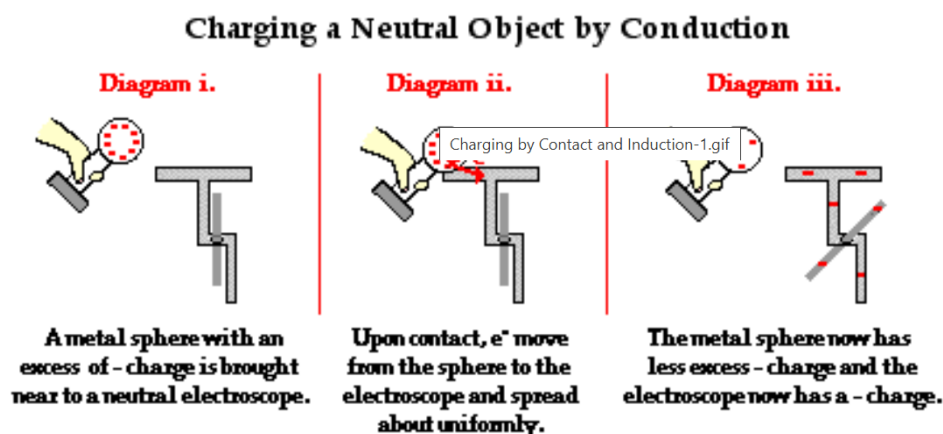 Charging a Neutral Object by Conduction
Diagram i.
Diagram ii.
Diagram iii.
Charging by Contact and Induction-1.gif
A metal sphere with an
excess of - charge is brought
near to a neutral electroscope.
Upon contact, e⁻ move
from the sphere to the
electroscope and spread
about uniformly.
The metal sphere now has
less excess - charge and the
electroscope now has a - charge.